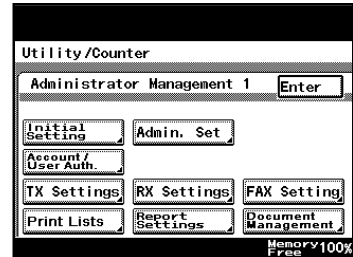 Utility/Counter
Administrator Management 1
Enter
Initial Setting
Admin. Set
Account/
User Auth.
TX Settings
RX Settings
FAX Setting
Print Lists
Report Settings
Document Management
Memory Free 100%